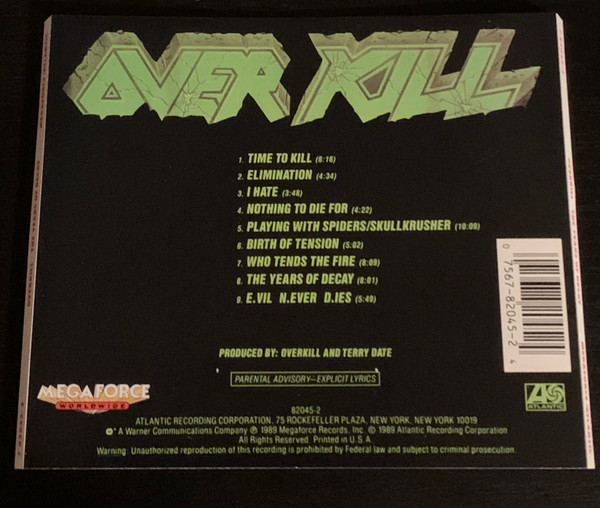 OVER KILL
1. TIME TO KILL (6:16)
2. ELIMINATION (4:34)
3. I HATE (3:48)
4. NOTHING TO DIE FOR (4:22)
5. PLAYING WITH SPIDERS/SKULLKRUSHER (10:09)
6. BIRTH OF TENSION (5:02)
7. WHO TENDS THE FIRE (8:09)
8. THE YEARS OF DECAY (8:01)
9. E.VIL N.EVER D.IES (5:49)
0 7567-82045-2 4
PRODUCED BY: OVERKILL AND TERRY DATE
PARENTAL ADVISORY—EXPLICIT LYRICS
MEGAFORCE
WORLDWIDE
ATLANTIC
82045-2
ATLANTIC RECORDING CORPORATION, 75 ROCKEFELLER PLAZA, NEW YORK, NEW YORK 10019
* A Warner Communications Company ℗ 1989 Megaforce Records, Inc. © 1989 Atlantic Recording Corporation
All Rights Reserved. Printed in U.S.A.
Warning: Unauthorized reproduction of this recording is prohibited by Federal law and subject to criminal prosecution.